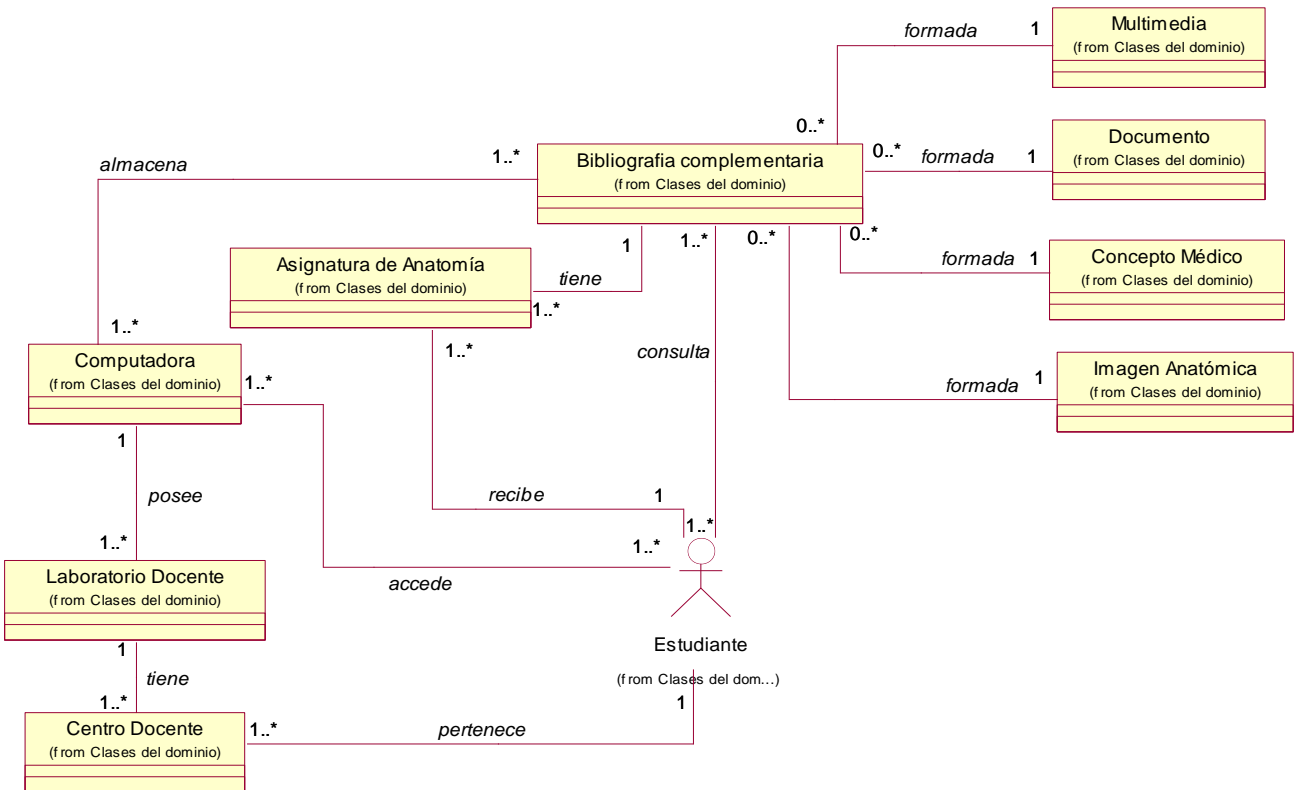 formada 1
Multimedia
(from Clases del dominio)
0..*
Documento
(from Clases del dominio)
0..* formada 1
1..*
almacena
Bibliografia complementaria
(from Clases del dominio)
1 1..* 0..* 0..*
formada 1
Concepto Médico
(from Clases del dominio)
Asignatura de Anatomía
(from Clases del dominio)
tiene
1..*
1..*
1..*
consulta
Computadora
(from Clases del dominio)
1..*
Imagen Anatómica
(from Clases del dominio)
formada 1
1
posee
recibe 1
1..*
1..*
1..*
Laboratorio Docente
(from Clases del dominio)
accede
Estudiante
(from Clases del dom...)
1
tiene
1..*
1
Centro Docente
(from Clases del dominio)
1..*
pertenece